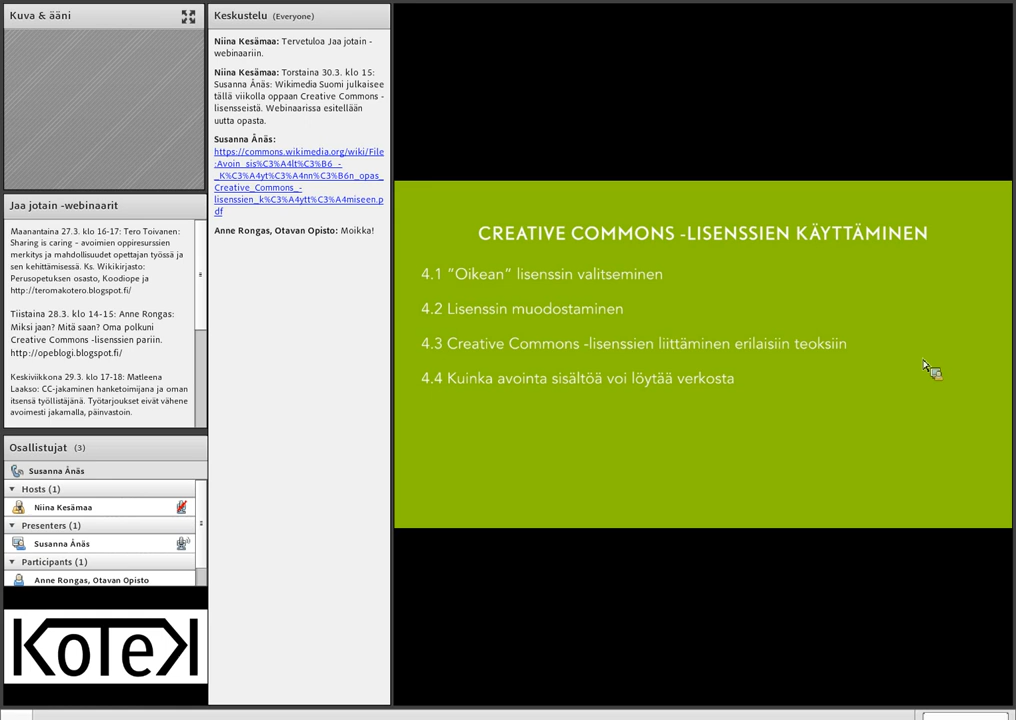 Kuva & ääni
Jaa jotain -webinaarit
Maanantaina 27.3. klo 16-17: Tero Toivanen:
Sharing is caring – avoimien oppiresurssien
merkitys ja mahdollisuudet opettajan työssä ja
sen kehittämisessä. Ks. Wikikirjasto:
Perusopetuksen osasto, Koodiope ja
http://teromakotero.blogspot.fi/
Tiistaina 28.3. klo 14-15: Anne Rongas:
Miksi jaan? Mitä saan? Oma polkuni
Creative Commons -lisenssien pariin.
http://opeblogi.blogspot.fi/
Keskiviikkona 29.3. klo 17-18: Matleena
Laakso: CC-jakaminen hanketoimijana ja oman
itsensä työllistäjänä. Työtarjoukset eivät vähene
avoimesti jakamalla, päinvastoin.
Osallistujat (3)
Susanna Ånäs
Hosts (1)
Niina Kesämaa
Presenters (1)
Susanna Ånäs
Participants (1)
Anne Rongas, Otavan Opisto
KoTeK
Keskustelu (Everyone)
Niina Kesämaa: Tervetuloa Jaa jotain -
webinaariin.
Niina Kesämaa: Torstaina 30.3. klo 15:
Susanna Ånäs: Wikimedia Suomi julkaisee
tällä viikolla oppaan Creative Commons -
lisensseistä. Webinaarissa esitellään
uutta opasta.
Susanna Ånäs:
https://commons.wikimedia.org/wiki/File
:Avoin_sis%C3%A4lt%C3%B6_-
_K%C3%A4yt%C3%A4nn%C3%B6n_opas_
Creative_Commons_-
lisenssien_k%C3%A4ytt%C3%A4miseen.p
df
Anne Rongas, Otavan Opisto: Moikka!
CREATIVE COMMONS -LISENSSIEN KÄYTTÄMINEN
4.1 "Oikean" lisenssin valitseminen
4.2 Lisenssin muodostaminen
4.3 Creative Commons -lisenssien liittäminen erilaisiin teoksiin
4.4 Kuinka avointa sisältöä voi löytää verkosta